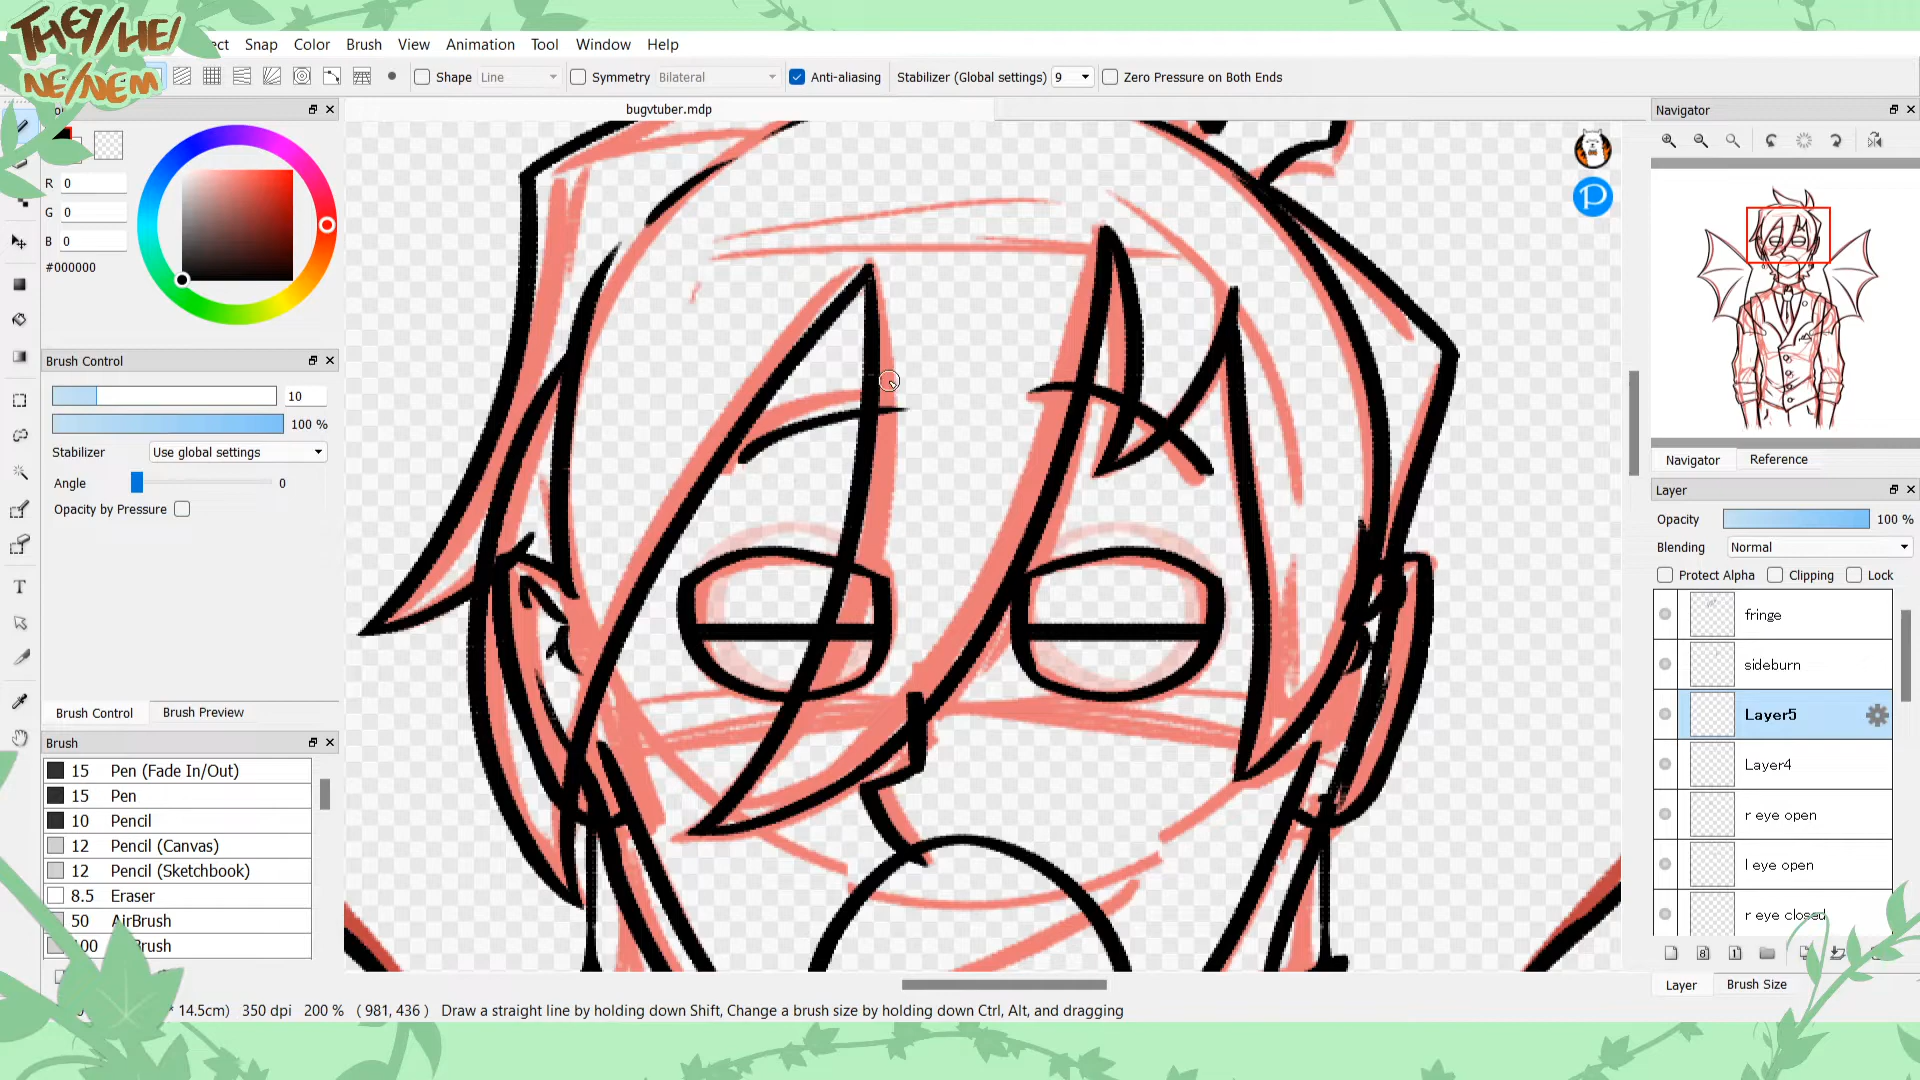 THEY/HE/
NE/NEM
ect Snap Color Brush View Animation Tool Window Help
Shape Line Symmetry Bilateral Anti-aliasing Stabilizer (Global settings) 9 Zero Pressure on Both Ends
bugvtuber.mdp
Navigator
R 0
G 0
B 0
#000000
Brush Control
10
100 %
Stabilizer Use global settings
Angle 0
Opacity by Pressure
Brush Control Brush Preview
Brush
15 Pen (Fade In/Out)
15 Pen
10 Pencil
12 Pencil (Canvas)
12 Pencil (Sketchbook)
8.5 Eraser
50 AirBrush
100 Brush
P
Navigator Reference
Layer
Opacity 100 %
Blending Normal
Protect Alpha Clipping Lock
fringe
sideburn
Layer5
Layer4
r eye open
l eye open
r eye closed
8 1
Layer Brush Size
* 14.5cm) 350 dpi 200 % ( 981, 436 ) Draw a straight line by holding down Shift, Change a brush size by holding down Ctrl, Alt, and dragging